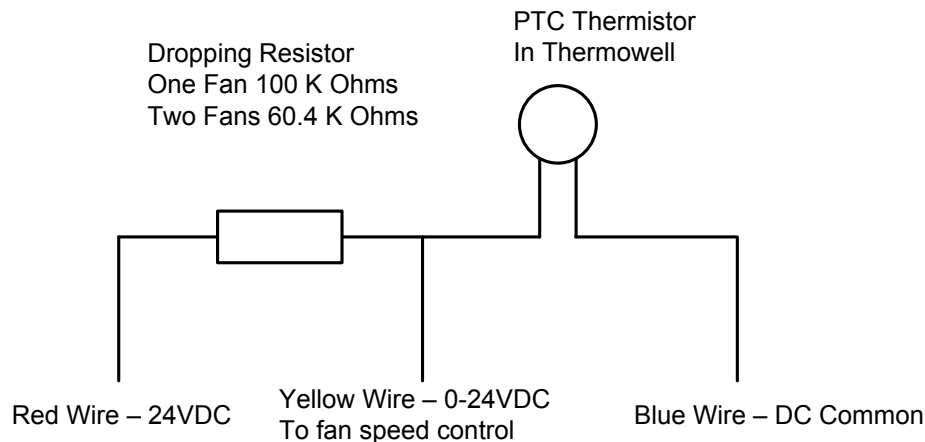 Dropping Resistor
One Fan 100 K Ohms
Two Fans 60.4 K Ohms
PTC Thermistor
In Thermowell
Red Wire – 24VDC
Yellow Wire – 0-24VDC
To fan speed control
Blue Wire – DC Common